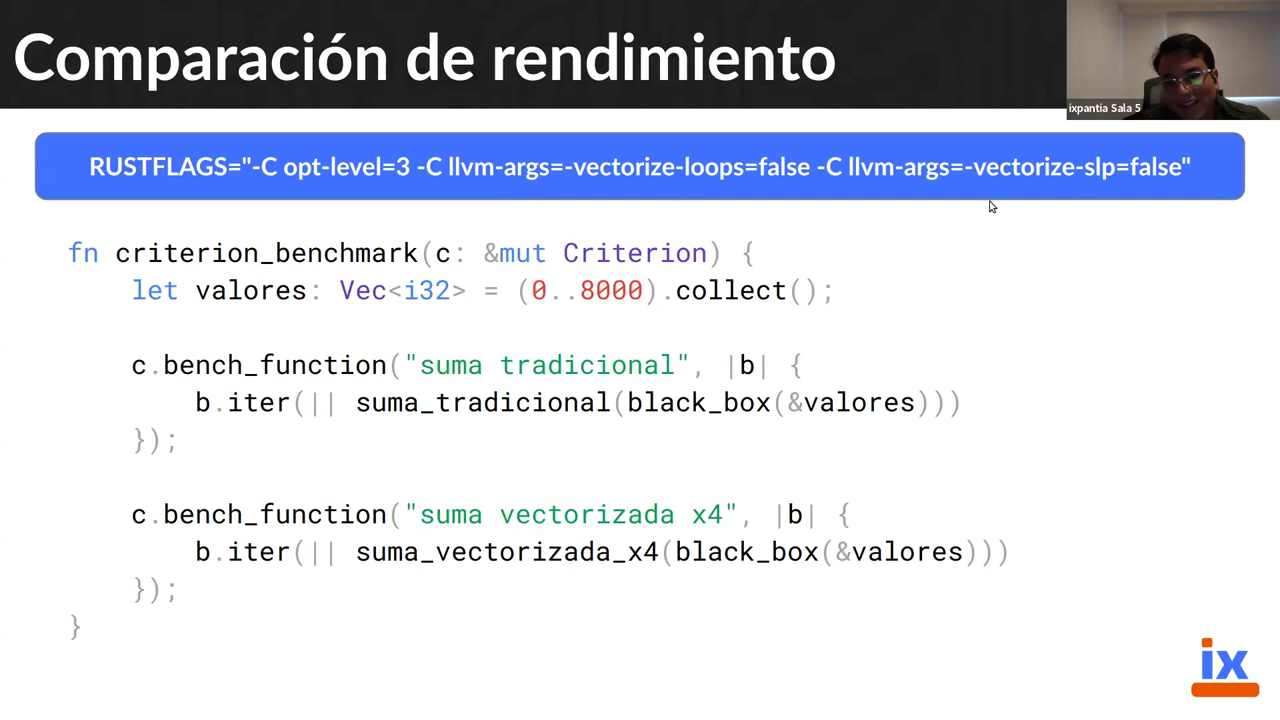 Comparación de rendimiento
ixpantia Sala 5
RUSTFLAGS="-C opt-level=3 -C llvm-args=-vectorize-loops=false -C llvm-args=-vectorize-slp=false"
fn criterion_benchmark(c: &mut Criterion) {
    let valores: Vec<i32> = (0..8000).collect();
    c.bench_function("suma tradicional", |b| {
        b.iter(|| suma_tradicional(black_box(&valores)))
    });
    c.bench_function("suma vectorizada x4", |b| {
        b.iter(|| suma_vectorizada_x4(black_box(&valores)))
    });
}
ix